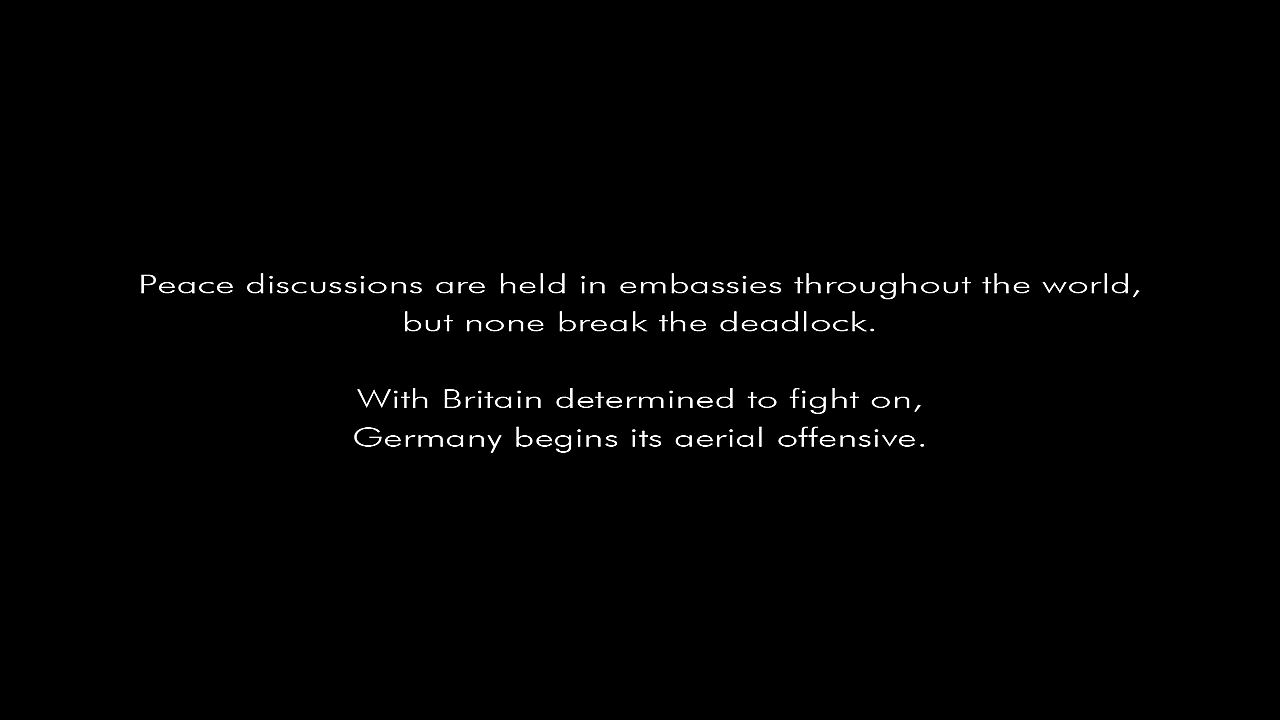 Peace discussions are held in embassies throughout the world,
but none break the deadlock.
With Britain determined to fight on,
Germany begins its aerial offensive.